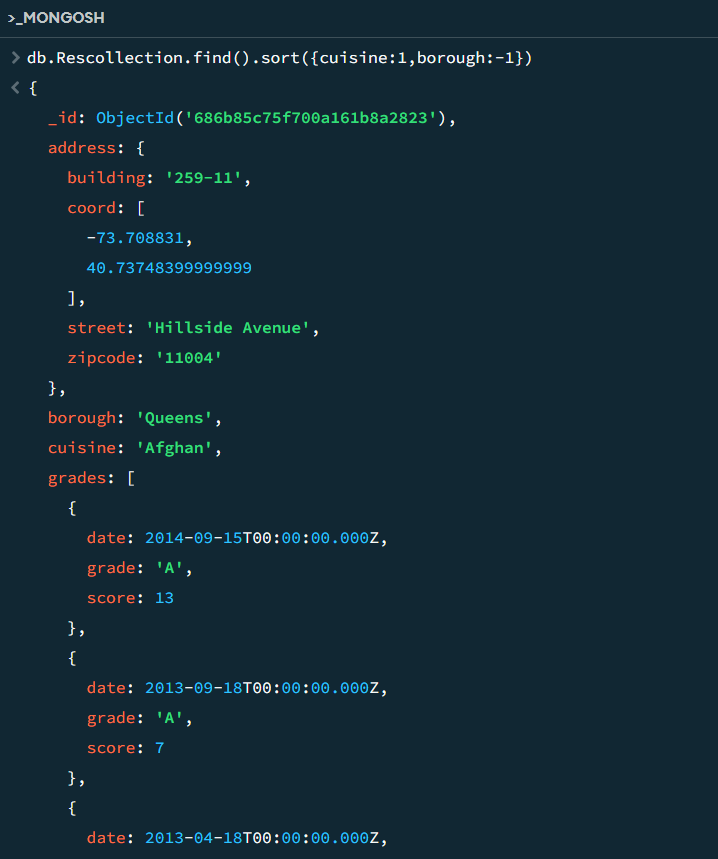 >_MONGOSH
> db.Rescollection.find().sort({cuisine:1,borough:-1})
< {
_id: ObjectId('686b85c75f700a161b8a2823'),
address: {
building: '259-11',
coord: [
-73.708831,
40.73748399999999
],
street: 'Hillside Avenue',
zipcode: '11004'
},
borough: 'Queens',
cuisine: 'Afghan',
grades: [
{
date: 2014-09-15T00:00:00.000Z,
grade: 'A',
score: 13
},
{
date: 2013-09-18T00:00:00.000Z,
grade: 'A',
score: 7
},
{
date: 2013-04-18T00:00:00.000Z,